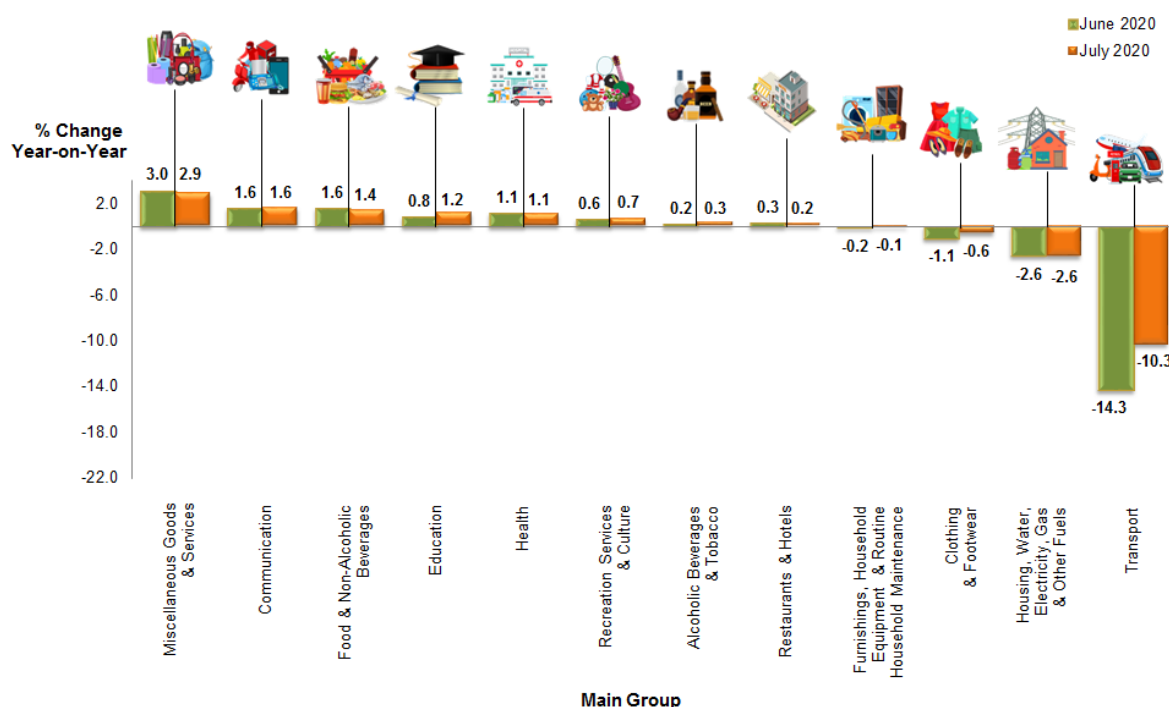 June 2020
July 2020
% Change
Year-on-Year
3.0 2.9 1.6 1.6 1.6 1.4 0.8 1.2 1.1 1.1 0.6 0.7 0.2 0.3 0.3 0.2
-0.2 -0.1 -1.1 -0.6 -2.6 -2.6 -14.3 -10.3
2.0
-2.0
-6.0
-10.0
-14.0
-18.0
-22.0
Miscellaneous Goods
& Services
Communication
Food & Non-Alcoholic
Beverages
Education
Health
Recreation Services
& Culture
Alcoholic Beverages
& Tobacco
Restaurants & Hotels
Furnishings, Household
Equipment & Routine
Household Maintenance
Clothing
& Footwear
Housing, Water,
Electricity, Gas
& Other Fuels
Transport
Main Group